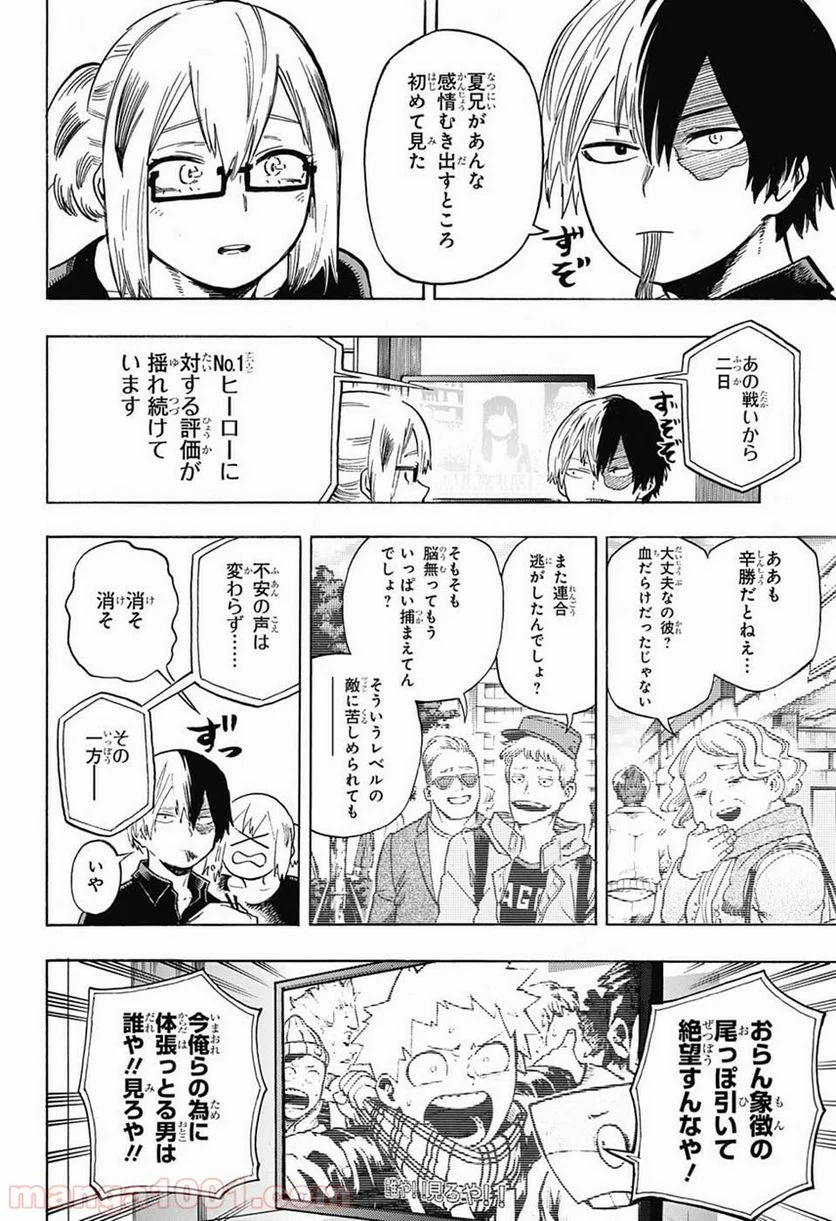 夏兄があんな
感情むき出すところ
初めて見た
ずぞ
あの戦いから
二日
ずぞぞ
No.1ヒーローに
対する評価が
揺れ続けて
います
ああも
辛勝だとねえ…
大丈夫なの彼?
血だらけだったじゃない
また連合
逃がしたんでしょ?
そもそも
脳無ってもう
いっぱい捕まえてん
でしょ?
そういうレベルの
敵に苦しめられても
――
AGO
不安の声は
変わらず……
消そ
消そ
その
一方――
ずっ
いや
おらん象徴の
尾っぽ引いて
絶望すんなや!
今俺らの為に
体張っとる男は
誰や!!見ろや!!
誰や!!見ろや!!
manga1001.com